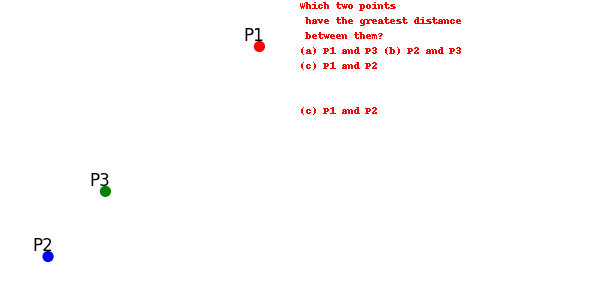 Which two points
have the greatest distance
between them?
(a) P1 and P3 (b) P2 and P3
(c) P1 and P2
(c) P1 and P2
P1
P3
P2